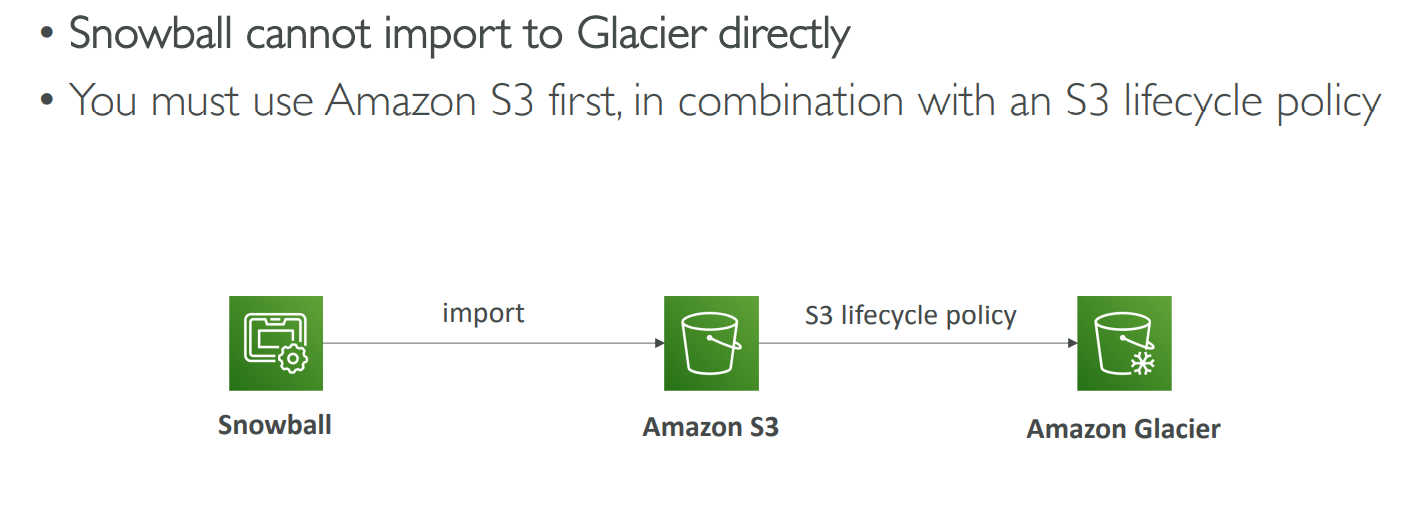 • Snowball cannot import to Glacier directly
• You must use Amazon S3 first, in combination with an S3 lifecycle policy
import
S3 lifecycle policy
Snowball
Amazon S3
Amazon Glacier